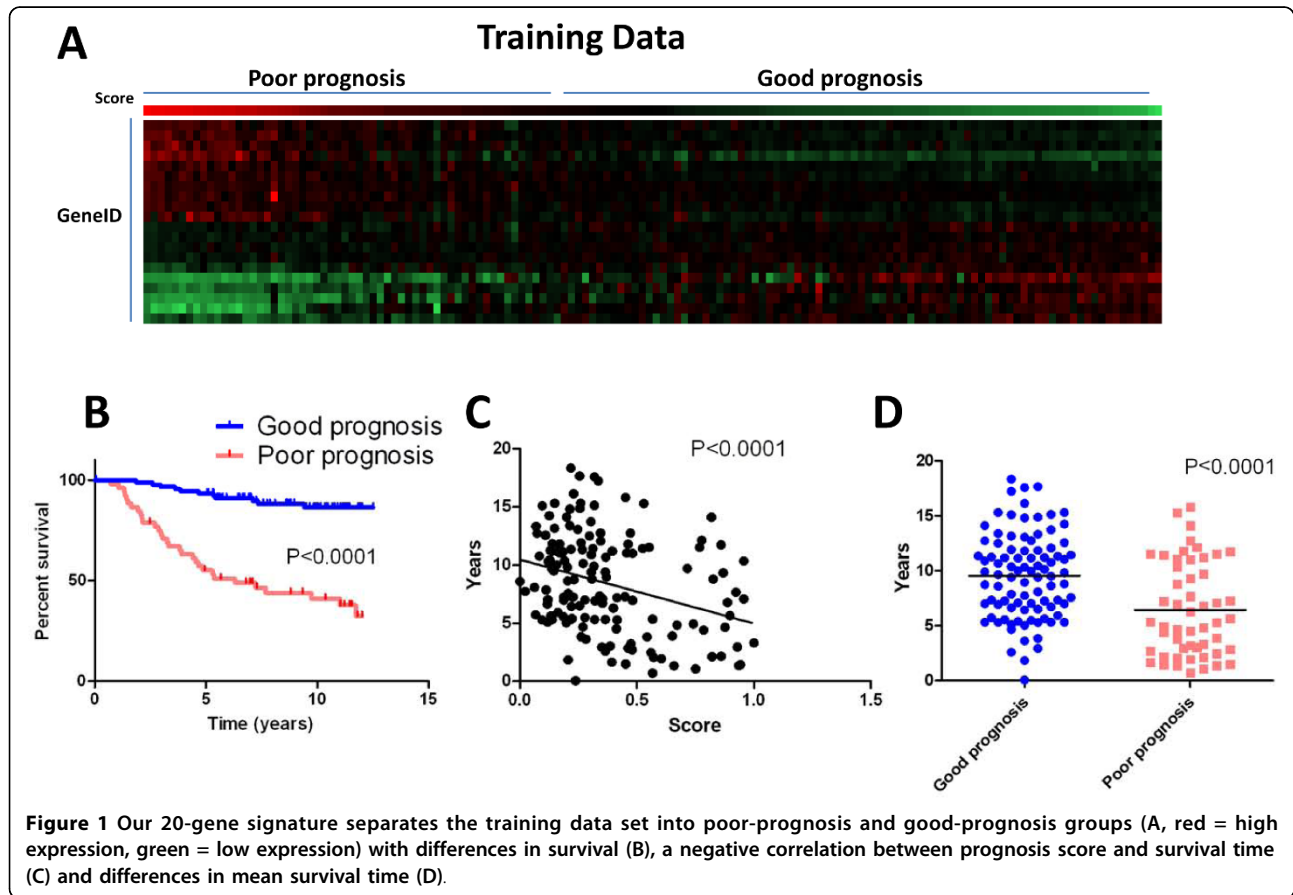 A
Training Data
Poor prognosis
Good prognosis
Score
GeneID
B
Good prognosis
Poor prognosis
100
50
0
Percent survival
P<0.0001
0 5 10 15
Time (years)
C
P<0.0001
20
15
10
5
0
Years
0.0 0.5 1.0 1.5
Score
D
P<0.0001
20
15
10
5
0
Years
Good prognosis
Poor prognosis
Figure 1 Our 20-gene signature separates the training data set into poor-prognosis and good-prognosis groups (A, red = high
expression, green = low expression) with differences in survival (B), a negative correlation between prognosis score and survival time
(C) and differences in mean survival time (D).